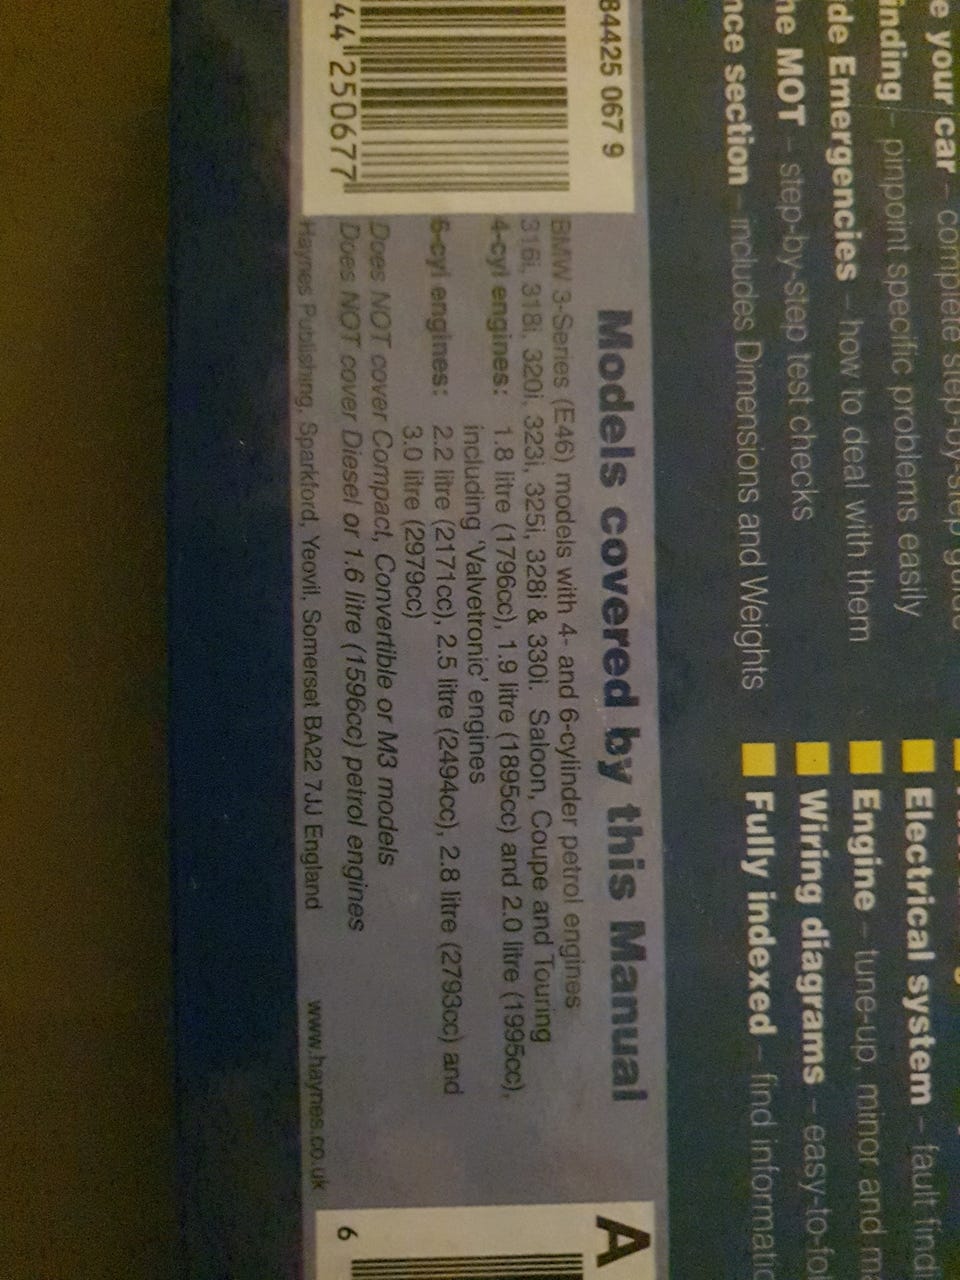 e your car – complete step-by-step guide
inding – pinpoint specific problems easily
ide Emergencies – how to deal with them
he MOT – step-by-step test checks
nce section – includes Dimensions and Weights
Electrical system – fault find
Engine – tune-up, minor and m
Wiring diagrams – easy-to-fol
Fully indexed – find informatio
84425 067 9
44 250677
Models covered by this Manual
BMW 3-Series (E46) models with 4- and 6-cylinder petrol engines
316i, 318i, 320i, 323i, 325i, 328i & 330i. Saloon, Coupe and Touring
4-cyl engines: 1.8 litre (1796cc), 1.9 litre (1895cc) and 2.0 litre (1995cc),
including ‘Valvetronic’ engines
6-cyl engines: 2.2 litre (2171cc), 2.5 litre (2494cc), 2.8 litre (2793cc) and
3.0 litre (2979cc)
Does NOT cover Compact, Convertible or M3 models
Does NOT cover Diesel or 1.6 litre (1596cc) petrol engines
Haynes Publishing, Sparkford, Yeovil, Somerset BA22 7JJ England www.haynes.co.uk
A
6